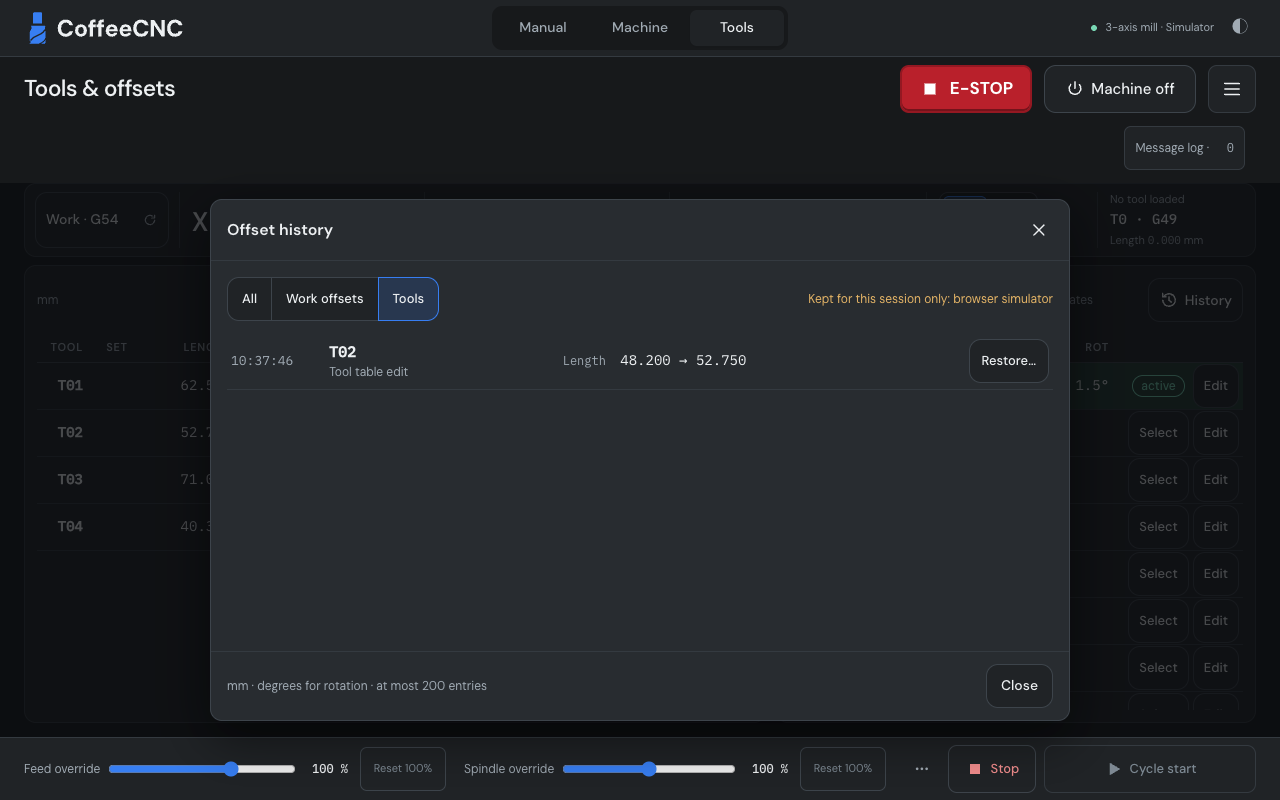 CoffeeCNC
Manual
Machine
Tools
3-axis mill · Simulator
Tools & offsets
E-STOP
Machine off
Message log · 0
Work · G54
X
No tool loaded
T0 · G49
Length 0.000 mm
Offset history
All
Work offsets
Tools
Kept for this session only: browser simulator
10:37:46
T02
Tool table edit
Length 48.200 → 52.750
Restore...
mm · degrees for rotation · at most 200 entries
Close
mm
History
TOOL SET ROT
T01 1.5° active Edit
T02 Select Edit
T03 Select Edit
T04 Select Edit
Select Edit
Select Edit
Select Edit
Feed override 100 % Reset 100%
Spindle override 100 % Reset 100%
···
Stop
Cycle start